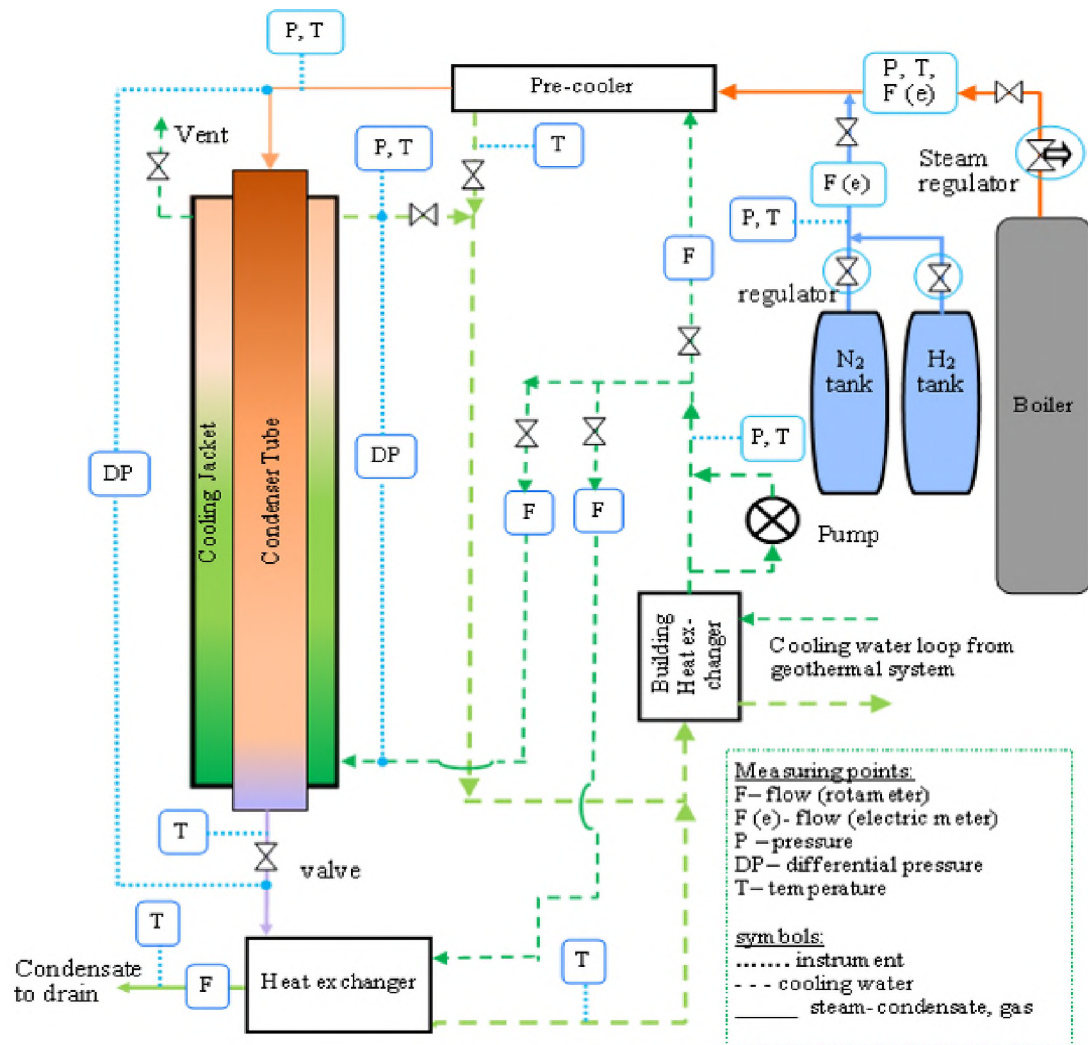 P, T
Pre-cooler
P, T,
F (e)
Vent
P, T
T
Steam
regulator
F (e)
P, T
F
regulator
N2
tank
H2
tank
Boiler
Cooling Jacket
Condenser Tube
DP
DP
P, T
F
F
Pump
Building
Heat ex-
changer
Cooling water loop from
geothermal system
T
valve
Measuring points:
F– flow (rotameter)
F (e)- flow (electric meter)
P – pressure
DP– differential pressure
T– temperature
symbols:
....... instrument
- - - cooling water
______ steam- condensate, gas
T
Condensate
to drain
F
Heat exchanger
T